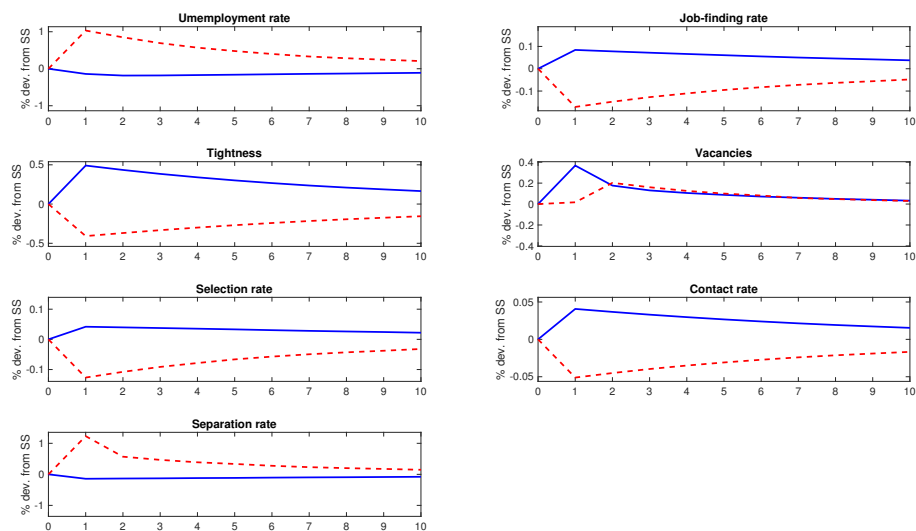 Umemployment rate
% dev. from SS
1
0
-1
0 1 2 3 4 5 6 7 8 9 10
Job-finding rate
% dev. from SS
0.1
0
-0.1
0 1 2 3 4 5 6 7 8 9 10
Tightness
% dev. from SS
0.5
0
-0.5
0 1 2 3 4 5 6 7 8 9 10
Vacancies
% dev. from SS
0.4
0.2
0
-0.2
-0.4
0 1 2 3 4 5 6 7 8 9 10
Selection rate
% dev. from SS
0.1
0
-0.1
0 1 2 3 4 5 6 7 8 9 10
Contact rate
% dev. from SS
0.05
0
-0.05
0 1 2 3 4 5 6 7 8 9 10
Separation rate
% dev. from SS
1
0
-1
0 1 2 3 4 5 6 7 8 9 10